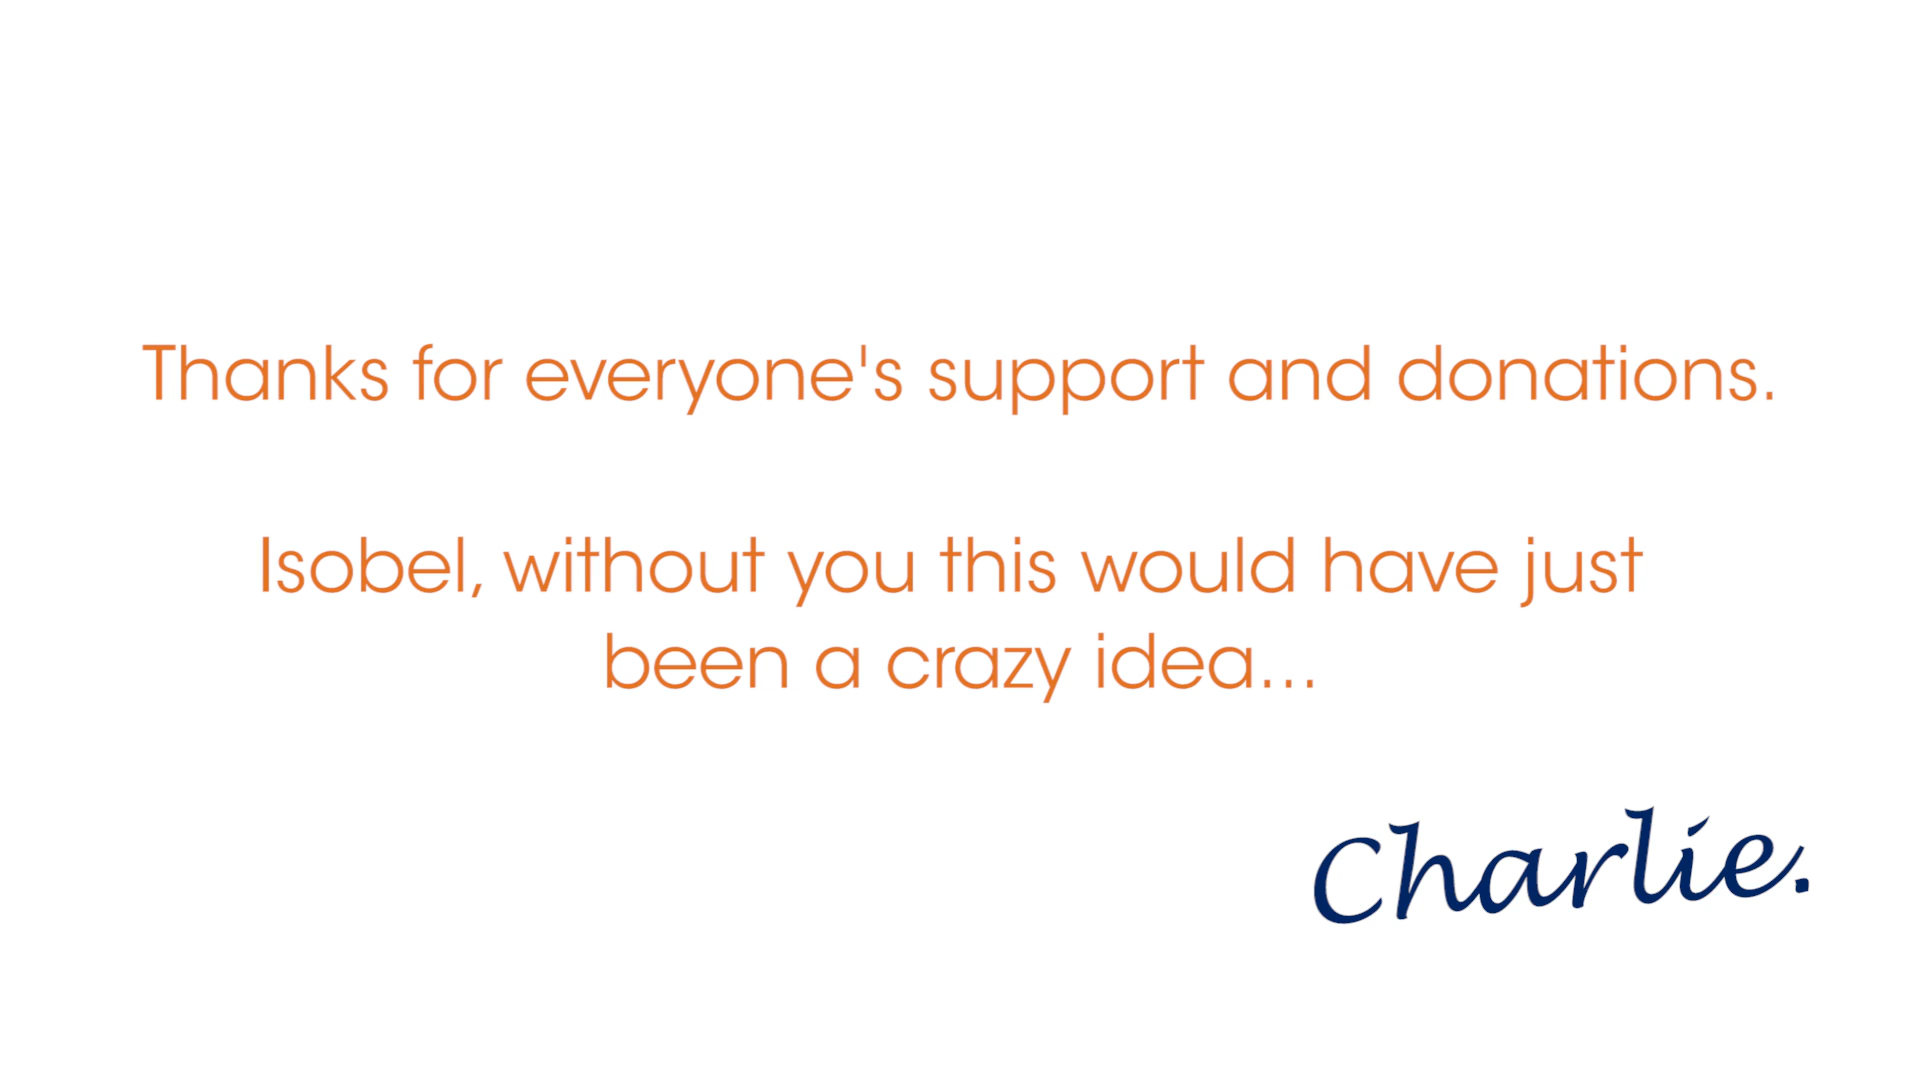 Thanks for everyone's support and donations.
Isobel, without you this would have just
been a crazy idea...
Charlie.